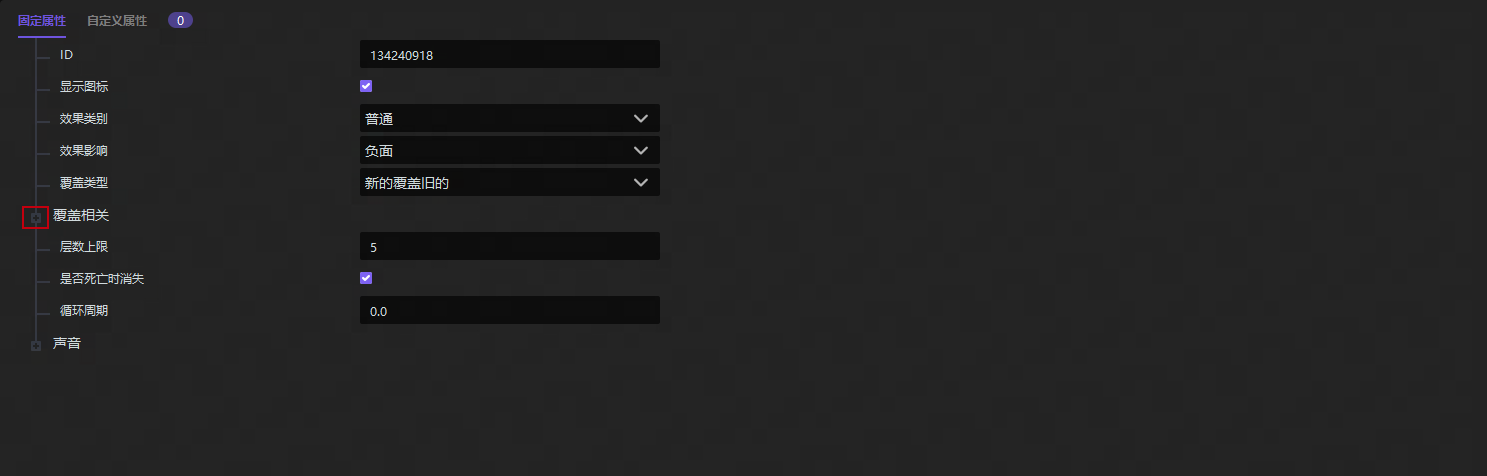 固定属性 自定义属性 0
ID 134240918
显示图标
效果类别 普通
效果影响 负面
覆盖类型 新的覆盖旧的
覆盖相关
层数上限 5
是否死亡时消失
循环周期 0.0
声音